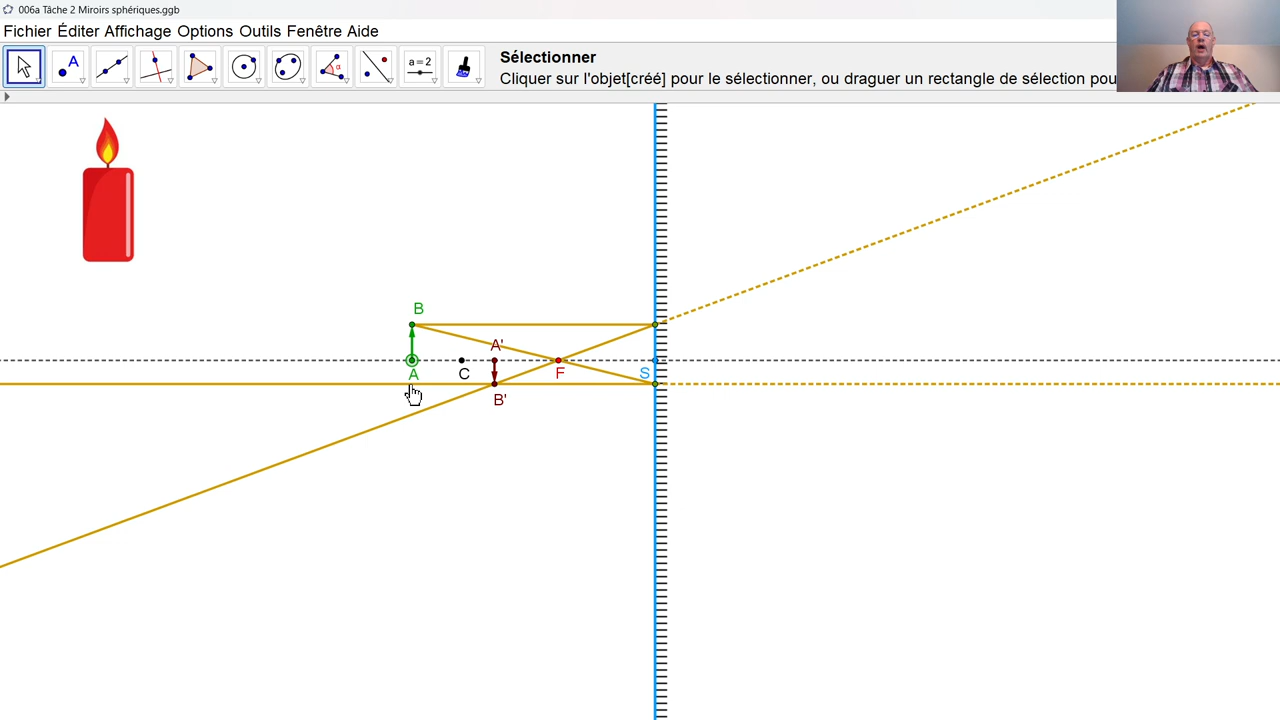 006a Tâche 2 Miroirs sphériques.ggb
Fichier Éditer Affichage Options Outils Fenêtre Aide
A
α
a=2
Sélectionner
Cliquer sur l'objet[créé] pour le sélectionner, ou draguer un rectangle de sélection pou
B
A'
A
C
F
S
B'